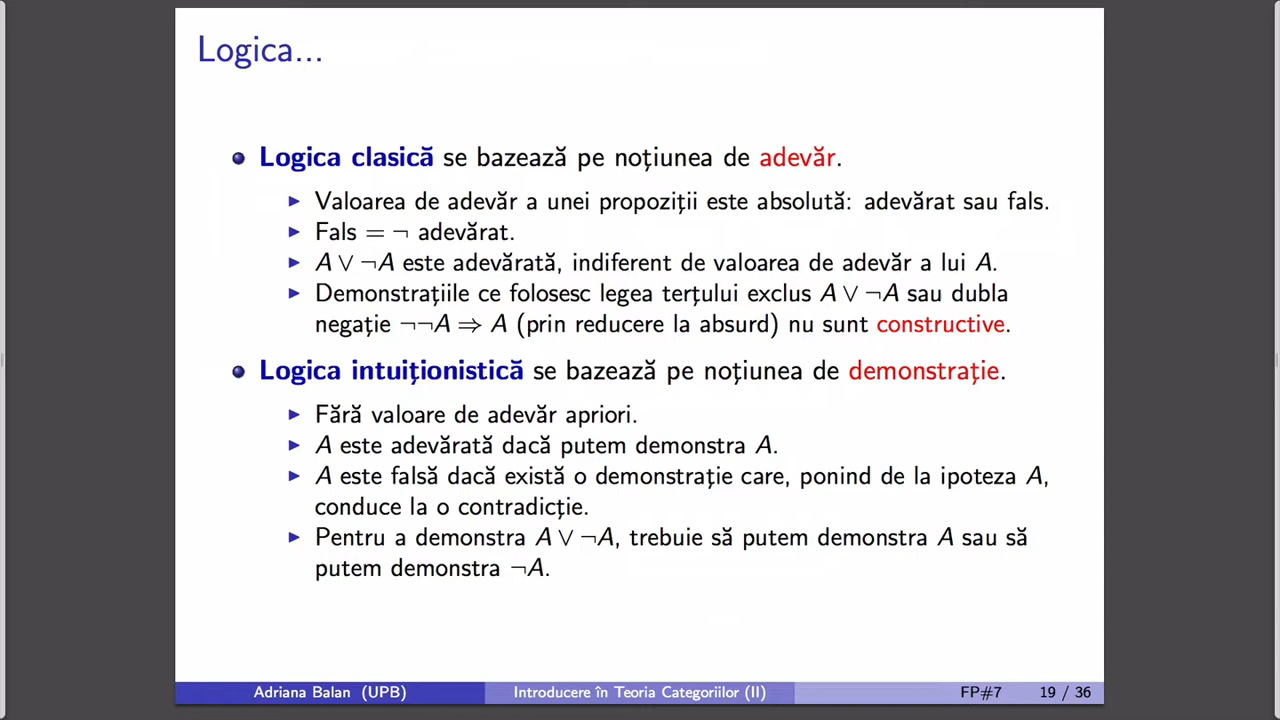 Logica...
Logica clasică se bazează pe noțiunea de adevăr.
Valoarea de adevăr a unei propoziții este absolută: adevărat sau fals.
Fals = ¬ adevărat.
A ∨ ¬A este adevărată, indiferent de valoarea de adevăr a lui A.
Demonstrațiile ce folosesc legea terțului exclus A ∨ ¬A sau dubla
negație ¬¬A ⇒ A (prin reducere la absurd) nu sunt constructive.
Logica intuiționistică se bazează pe noțiunea de demonstrație.
Fără valoare de adevăr apriori.
A este adevărată dacă putem demonstra A.
A este falsă dacă există o demonstrație care, ponind de la ipoteza A,
conduce la o contradicție.
Pentru a demonstra A ∨ ¬A, trebuie să putem demonstra A sau să
putem demonstra ¬A.
Adriana Balan (UPB) Introducere în Teoria Categoriilor (II) FP#7 19 / 36